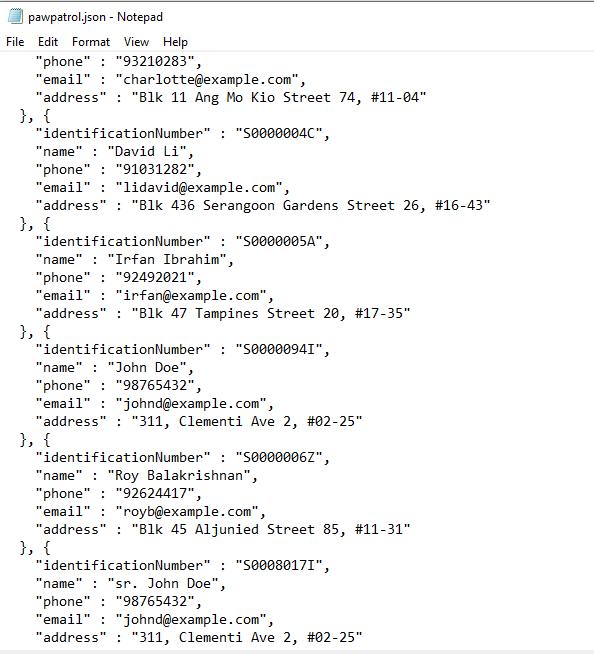 pawpatrol.json - Notepad
File Edit Format View Help
"phone" : "93210283",
"email" : "charlotte@example.com",
"address" : "Blk 11 Ang Mo Kio Street 74, #11-04"
}, {
"identificationNumber" : "S0000004C",
"name" : "David Li",
"phone" : "91031282",
"email" : "lidavid@example.com",
"address" : "Blk 436 Serangoon Gardens Street 26, #16-43"
}, {
"identificationNumber" : "S0000005A",
"name" : "Irfan Ibrahim",
"phone" : "92492021",
"email" : "irfan@example.com",
"address" : "Blk 47 Tampines Street 20, #17-35"
}, {
"identificationNumber" : "S0000094I",
"name" : "John Doe",
"phone" : "98765432",
"email" : "johnd@example.com",
"address" : "311, Clementi Ave 2, #02-25"
}, {
"identificationNumber" : "S0000006Z",
"name" : "Roy Balakrishnan",
"phone" : "92624417",
"email" : "royb@example.com",
"address" : "Blk 45 Aljunied Street 85, #11-31"
}, {
"identificationNumber" : "S0008017I",
"name" : "sr. John Doe",
"phone" : "98765432",
"email" : "johnd@example.com",
"address" : "311, Clementi Ave 2, #02-25"